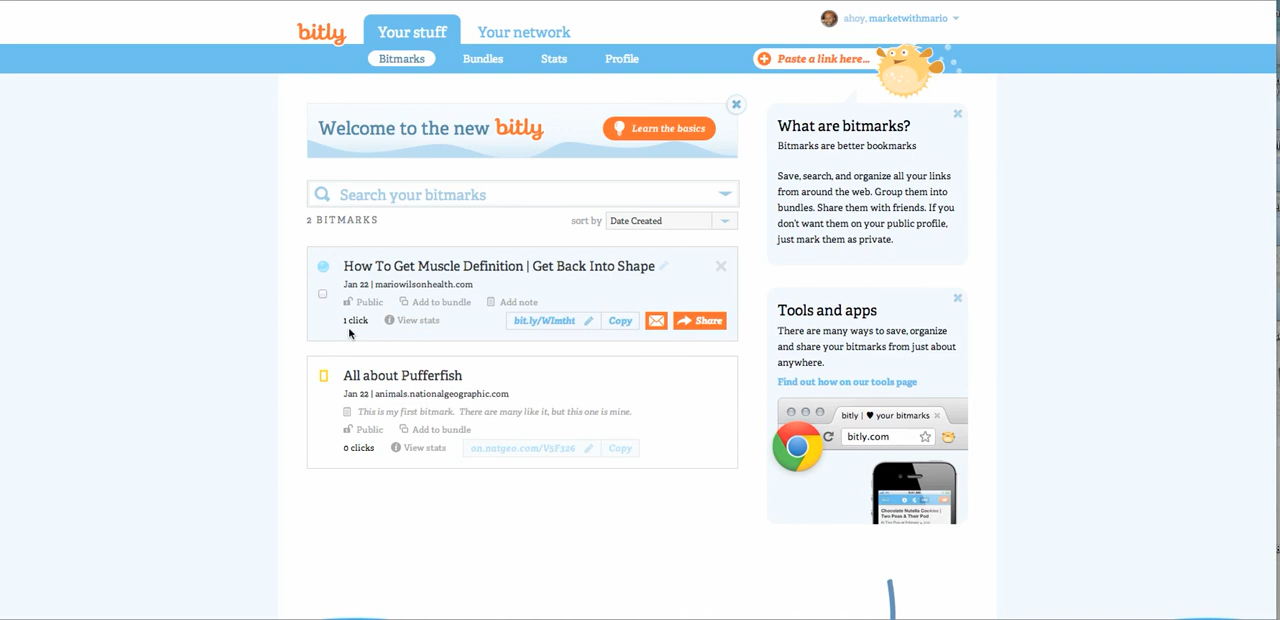 bitly
Your stuff
Your network
ahoy, marketwithmario
Bitmarks
Bundles
Stats
Profile
Paste a link here...
Welcome to the new bitly
Learn the basics
Search your bitmarks
2 BITMARKS
sort by Date Created
How To Get Muscle Definition | Get Back Into Shape
Jan 22 | mariowilsonhealth.com
Public Add to bundle Add note
1 click View stats bit.ly/WImtht Copy Share
All about Pufferfish
Jan 22 | animals.nationalgeographic.com
This is my first bitmark. There are many like it, but this one is mine.
Public Add to bundle
0 clicks View stats on.natgeo.com/V5F326 Copy
What are bitmarks?
Bitmarks are better bookmarks
Save, search, and organize all your links
from around the web. Group them into
bundles. Share them with friends. If you
don't want them on your public profile,
just mark them as private.
Tools and apps
There are many ways to save, organize
and share your bitmarks from just about
anywhere.
Find out how on our tools page
bitly | ♥ your bitmarks
bitly.com
Chocolate Nutella Cookies |
Two Peas & Their Pod